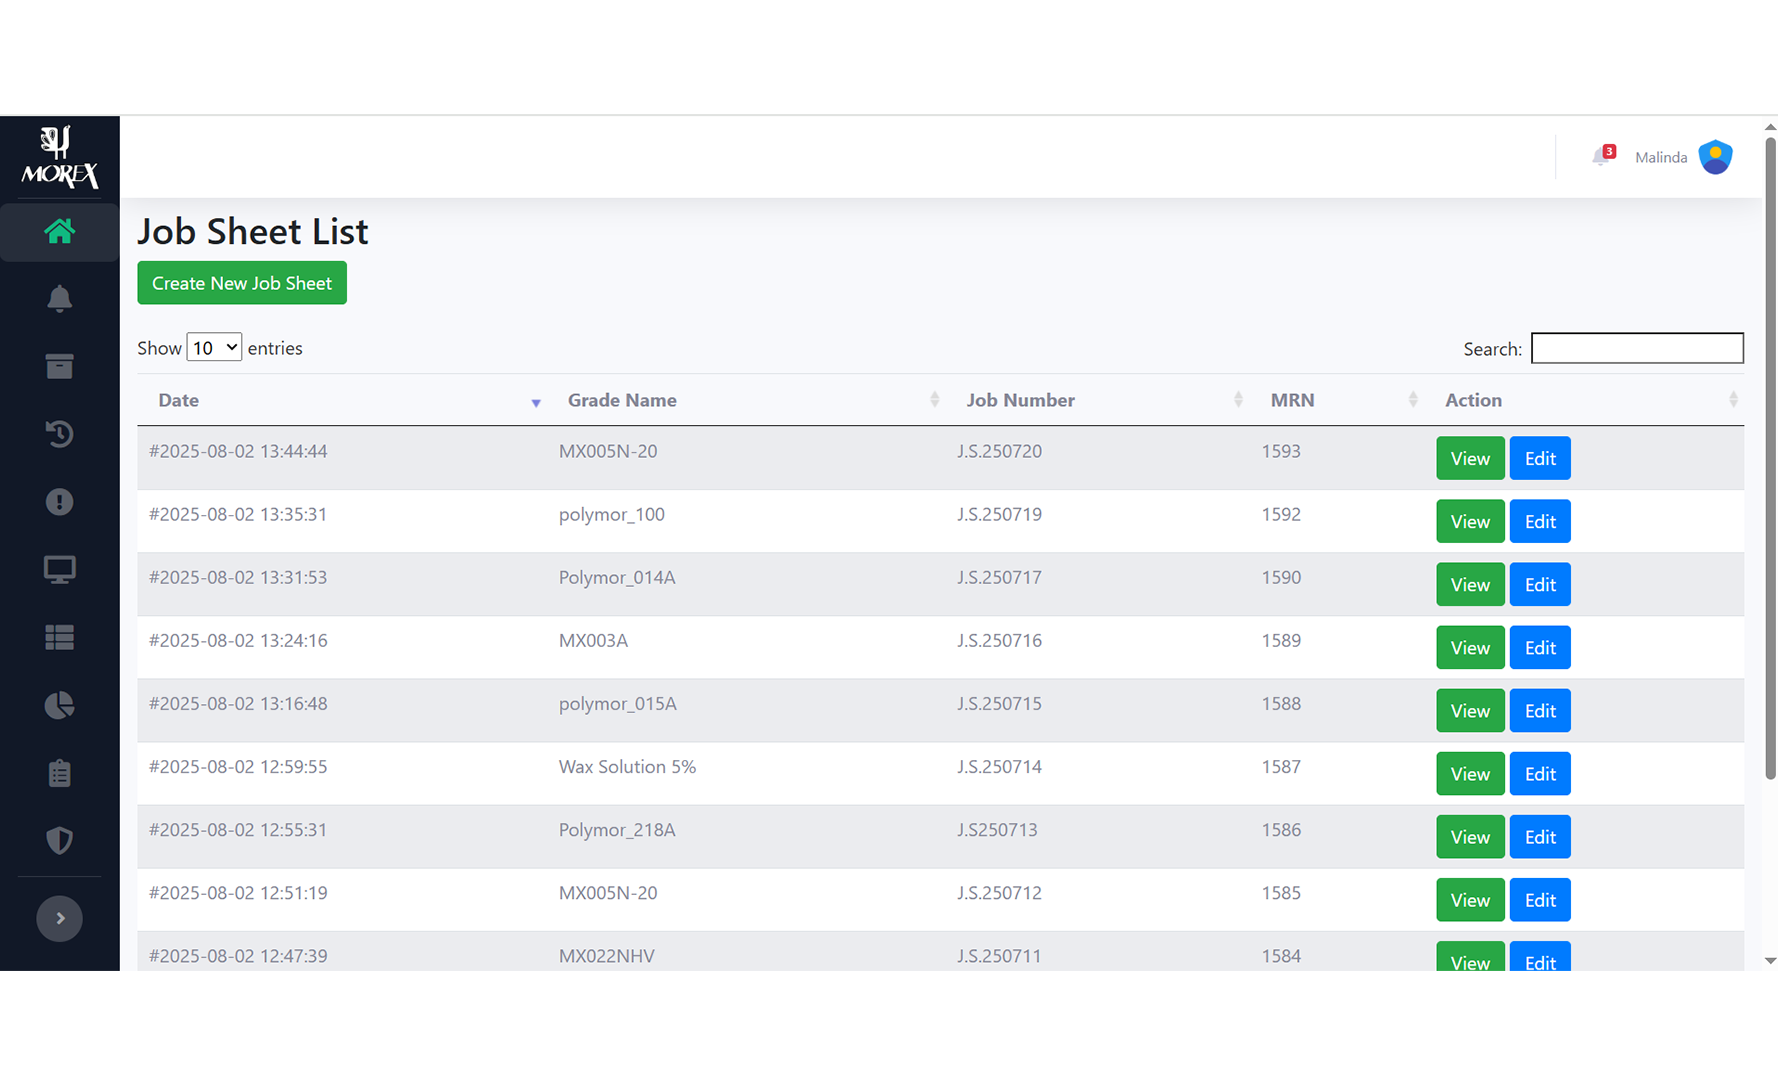 MOREX
3
Malinda
Job Sheet List
Create New Job Sheet
Show 10 entries
Search:
Date Grade Name Job Number MRN Action
#2025-08-02 13:44:44 MX005N-20 J.S.250720 1593 View Edit
#2025-08-02 13:35:31 polymor_100 J.S.250719 1592 View Edit
#2025-08-02 13:31:53 Polymor_014A J.S.250717 1590 View Edit
#2025-08-02 13:24:16 MX003A J.S.250716 1589 View Edit
#2025-08-02 13:16:48 polymor_015A J.S.250715 1588 View Edit
#2025-08-02 12:59:55 Wax Solution 5% J.S.250714 1587 View Edit
#2025-08-02 12:55:31 Polymor_218A J.S250713 1586 View Edit
#2025-08-02 12:51:19 MX005N-20 J.S.250712 1585 View Edit
#2025-08-02 12:47:39 MX022NHV J.S.250711 1584 View Edit